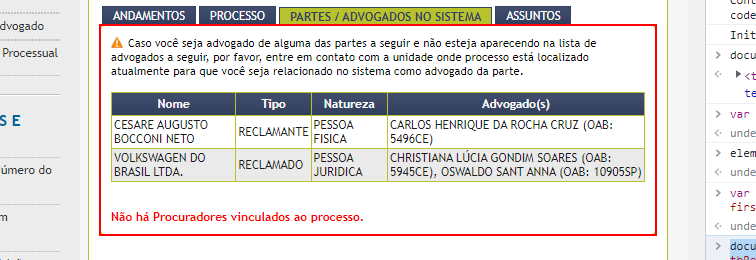 ANDAMENTOS PROCESSO PARTES / ADVOGADOS NO SISTEMA ASSUNTOS
Caso você seja advogado de alguma das partes a seguir e não esteja aparecendo na lista de
advogados a seguir, por favor, entre em contato com a unidade onde processo está localizado
atualmente para que você seja relacionado no sistema como advogado da parte.
Nome Tipo Natureza Advogado(s)
CESARE AUGUSTO
BOCCONI NETO
RECLAMANTE
PESSOA
FISICA
CARLOS HENRIQUE DA ROCHA CRUZ (OAB:
5496CE)
VOLKSWAGEN DO
BRASIL LTDA.
RECLAMADO
PESSOA
JURIDICA
CHRISTIANA LÚCIA GONDIM SOARES (OAB:
5945CE), OSWALDO SANT ANNA (OAB: 10905SP)
Não há Procuradores vinculados ao processo.
dvogado
Processual
S E
úmero do
m
code
Init
> docu
<t
te
> var
unde
> elem
unde
> var
firs
unde
> docu